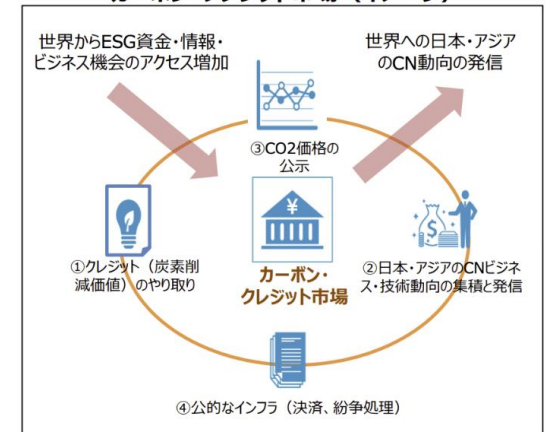 世界からESG資金・情報・
ビジネス機会のアクセス増加
世界への日本・アジア
のCN動向の発信
③CO2価格の
公示
¥
$
①クレジット（炭素削
減価値）のやり取り
カーボン・
クレジット市場
②日本・アジアのCNビジネ
ス・技術動向の集積と発信
④公的なインフラ（決済、紛争処理）